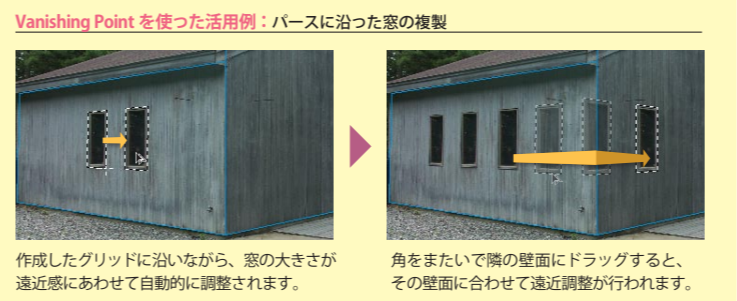 Vanishing Point を使った活用例：パースに沿った窓の複製
作成したグリッドに沿いながら、窓の大きさが
遠近感にあわせて自動的に調整されます。
角をまたいで隣の壁面にドラッグすると、
その壁面に合わせて遠近調整が行われます。